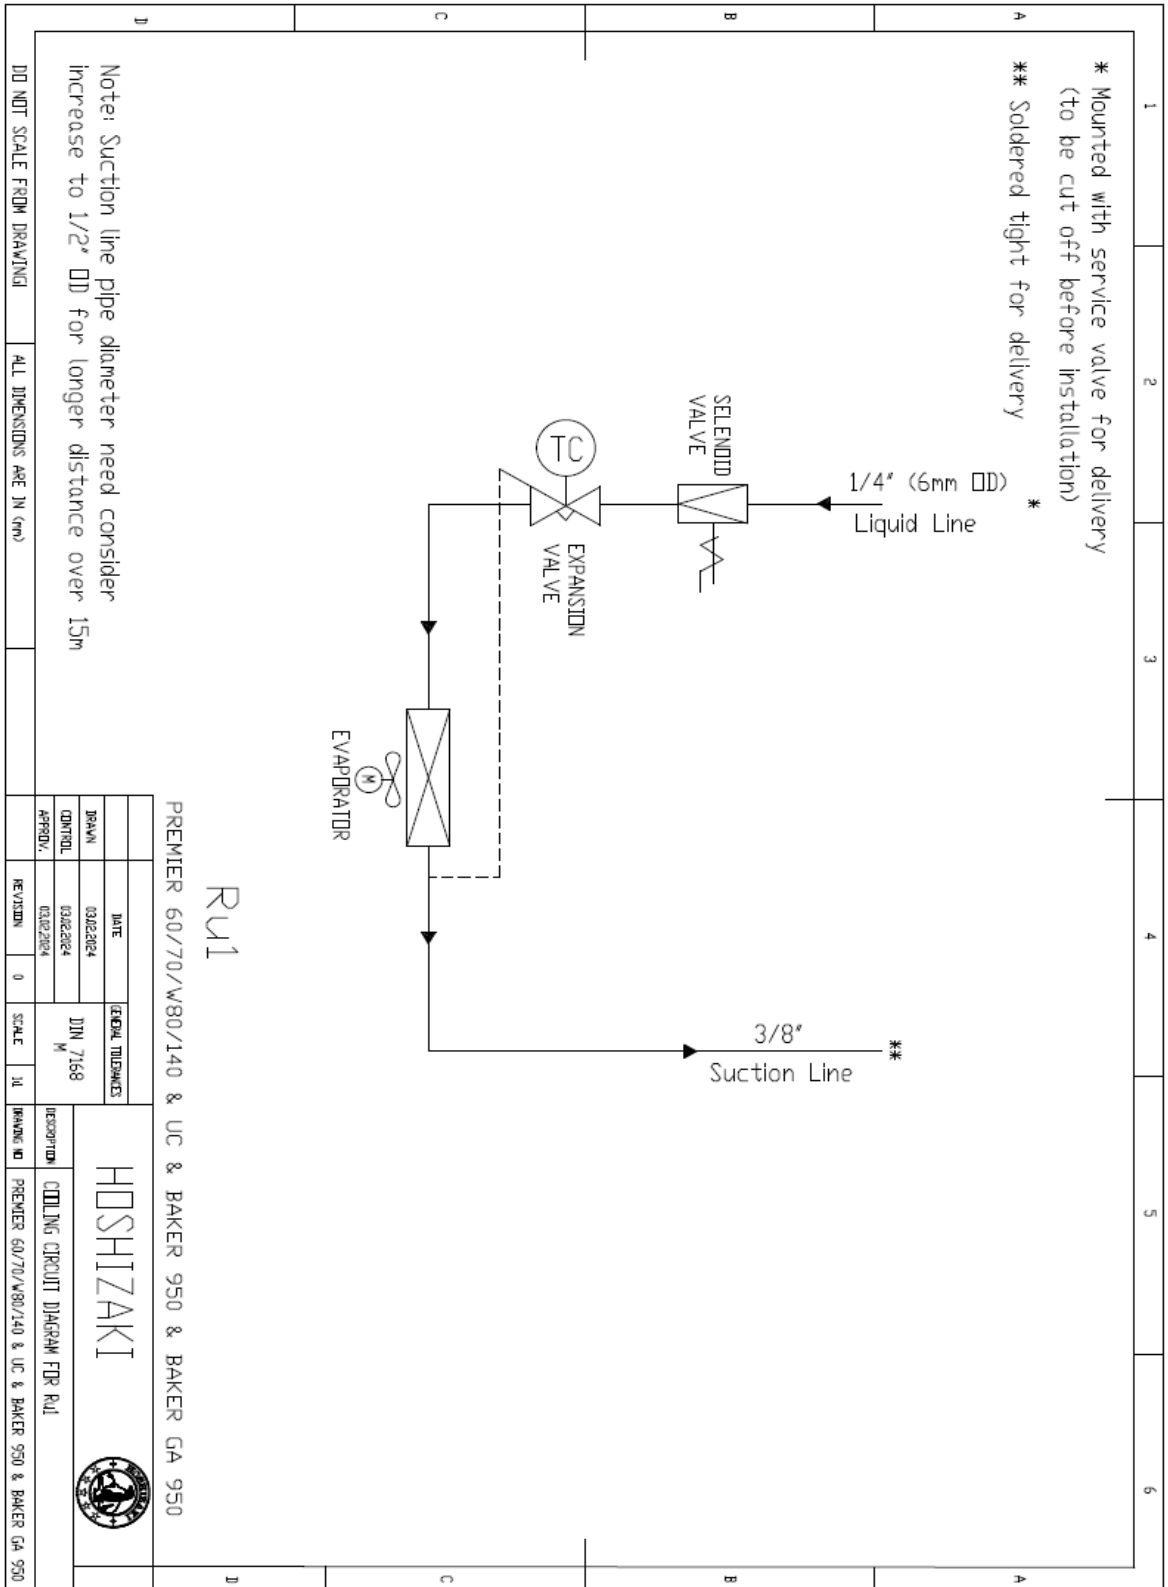 1
2
3
4
5
6
A
B
C
D
* Mounted with service valve for delivery
(to be cut off before installation)
** Soldered tight for delivery
*
1/4" (6mm OD)
Liquid Line
SELENOID
VALVE
TC
EXPANSION
VALVE
EVAPORATOR
M
**
3/8"
Suction Line
Note: Suction line pipe diameter need consider
increase to 1/2" OD for longer distance over 15m
Ru1
PREMIER 60/70/W80/140 & UC & BAKER 950 & BAKER GA 950
DATE
GENERAL TOLERANCES
DRAWN
03.02.2024
CONTROL
03.02.2024
APPROV.
03.02.2024
DIN 7168
M
HOSHIZAKI
HOSHIZAKI
DESCRIPTION
COOLING CIRCUIT DIAGRAM FOR Ru1
DO NOT SCALE FROM DRAWING!
ALL DIMENSIONS ARE IN (mm)
REVISION
0
SCALE
1:1
DRAWING NO
PREMIER 60/70/W80/140 & UC & BAKER 950 & BAKER GA 950
A
B
C
D